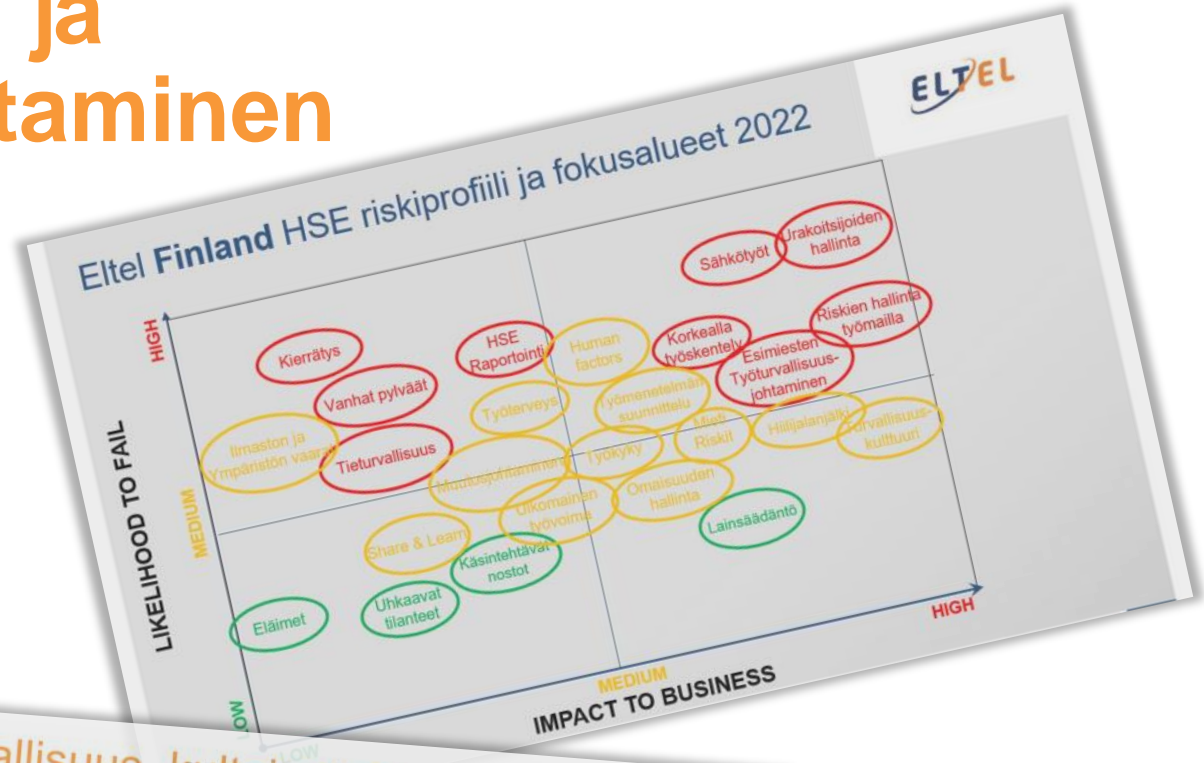 ja
taminen
ELTEL
Eltel Finland HSE riskiprofiili ja fokusalueet 2022
HIGH
MEDIUM
LOW
LIKELIHOOD TO FAIL
Kierrätys
Vanhat pylväät
Ilmaston ja
Ympäristön vaarat
Tieturvallisuus
HSE
Raportointi
Human
factors
Työterveys
Työmenetelmän
suunnittelu
Muutosjohtaminen
Työkyky
Share & Learn
Ulkomainen
työvoima
Omaisuuden
hallinta
Käsintehtävät
nostot
Uhkaavat
tilanteet
Eläimet
Sähkötyöt
Urakoitsijoiden
hallinta
Korkealla
työskentely
Esimiesten
Työturvallisuus-
johtaminen
Riskien hallinta
työmailla
Mieti
Riskit
Hiilijalanjälki
Turvallisuus-
kulttuuri
Lainsäädäntö
LOW
MEDIUM
HIGH
IMPACT TO BUSINESS